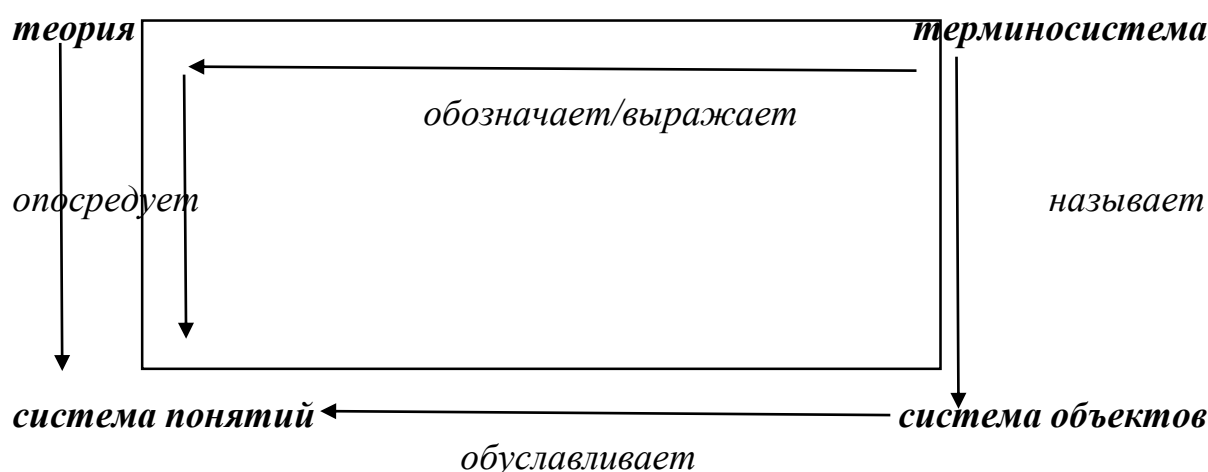 теория терминосистема
обозначает/выражает
опосредует называет
система понятий система объектов
обуславливает